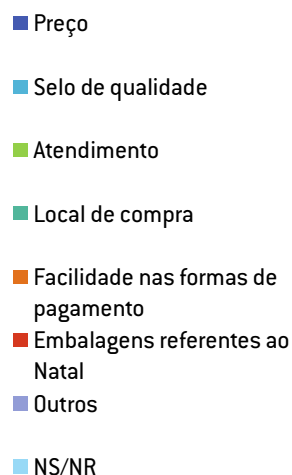 Preço
Selo de qualidade
Atendimento
Local de compra
Facilidade nas formas de
pagamento
Embalagens referentes ao
Natal
Outros
NS/NR